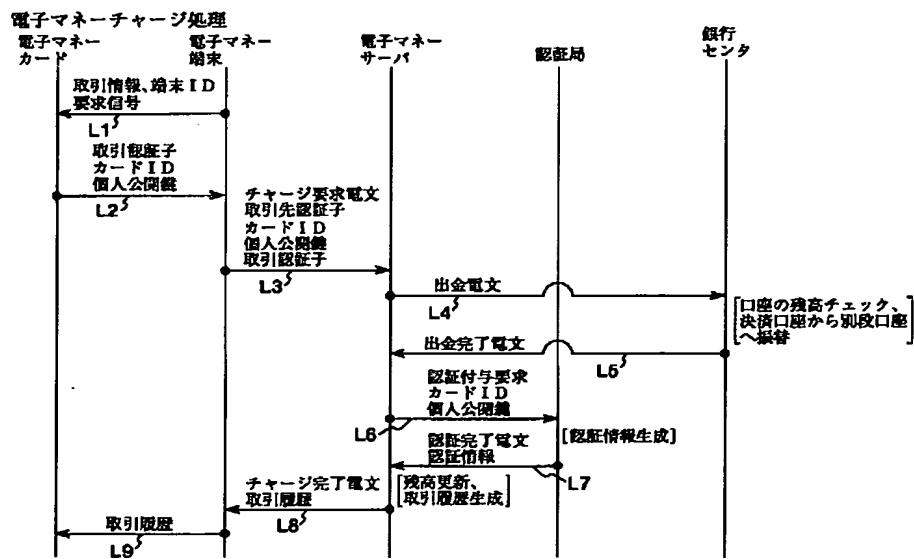 電子マネーチャージ処理
電子マネー
カード
電子マネー
端末
電子マネー
サーバ
認証局
銀行
センタ
取引情報、端末ID
要求信号
L1
取引認証子
カードID
個人公開鍵
L2
チャージ要求電文
取引先認証子
カードID
個人公開鍵
取引認証子
L3
出金電文
L4
[口座の残高チェック、
決済口座から別段口座
へ振替]
出金完了電文
L5
認証付与要求
カードID
個人公開鍵
L6
[認証情報生成]
認証完了電文
認証情報
L7
チャージ完了電文
取引履歴
L8
[残高更新、
取引履歴生成]
取引履歴
L9